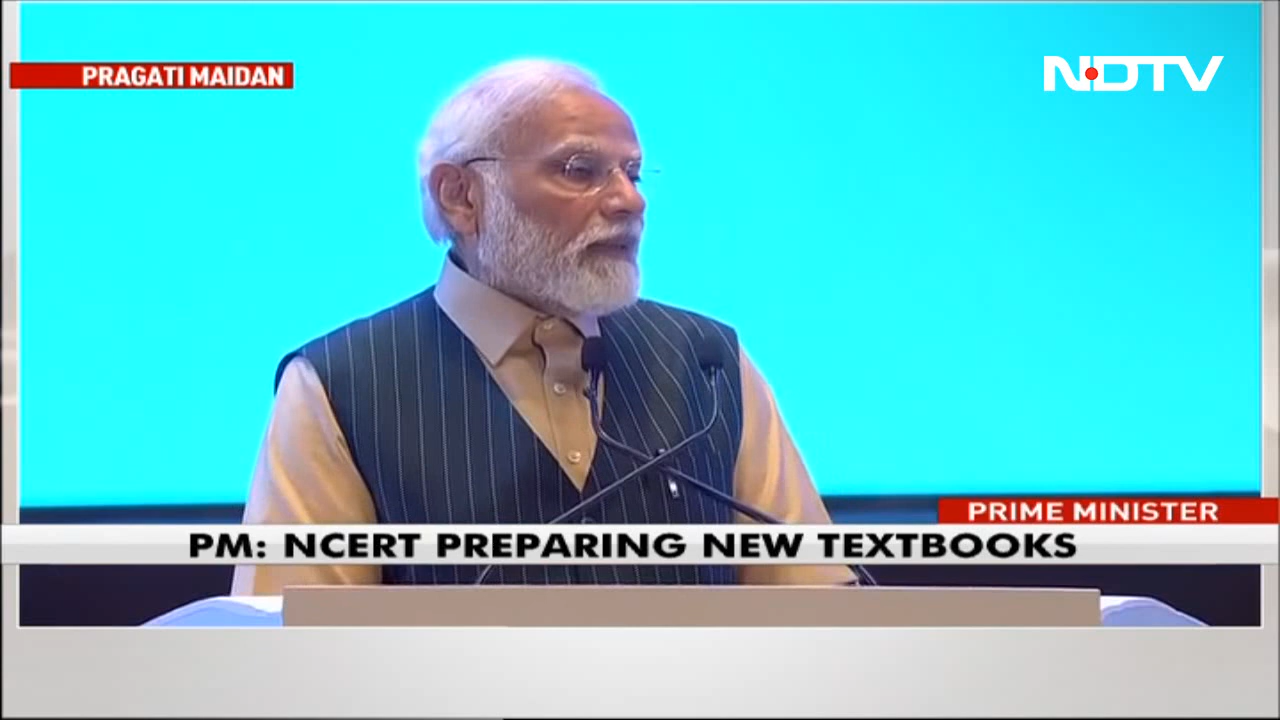 PRAGATI MAIDAN
NDTV
PRIME MINISTER
PM: NCERT PREPARING NEW TEXTBOOKS